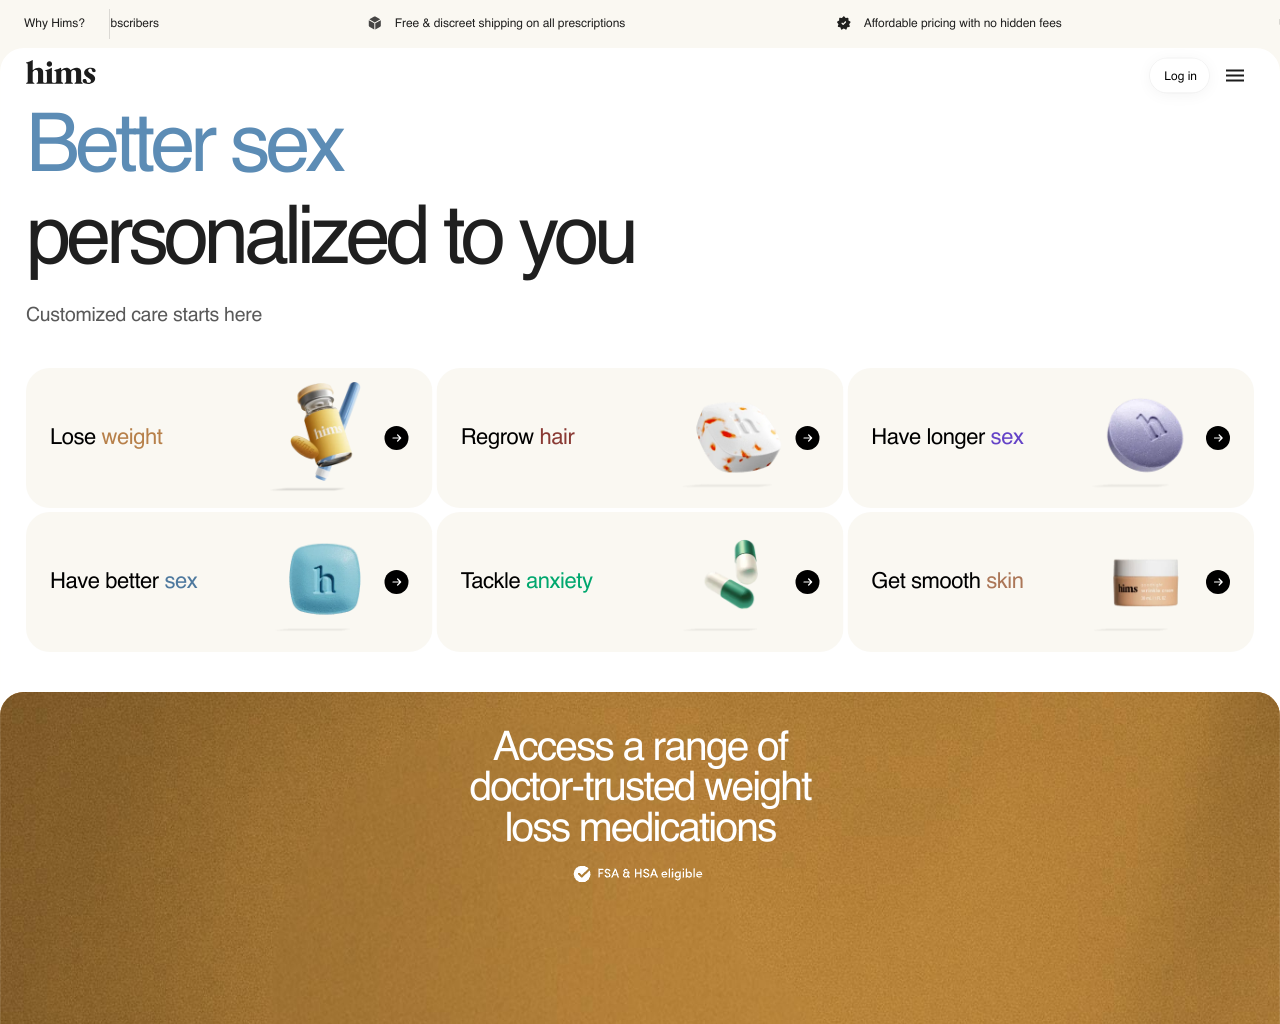 Why Hims?
bscribers
Free & discreet shipping on all prescriptions
Affordable pricing with no hidden fees
hims
Log in
Better sex
personalized to you
Customized care starts here
Lose weight
hims
Regrow hair
h
Have longer sex
h
Have better sex
h
Tackle anxiety
Get smooth skin
hims
Access a range of
doctor-trusted weight
loss medications
FSA & HSA eligible